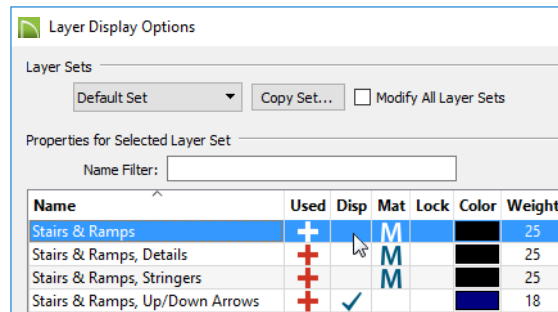 Layer Display Options
Layer Sets
Default Set Copy Set... Modify All Layer Sets
Properties for Selected Layer Set
Name Filter:
Name Used Disp Mat Lock Color Weight
Stairs & Ramps M 25
Stairs & Ramps, Details M 25
Stairs & Ramps, Stringers M 25
Stairs & Ramps, Up/Down Arrows 18